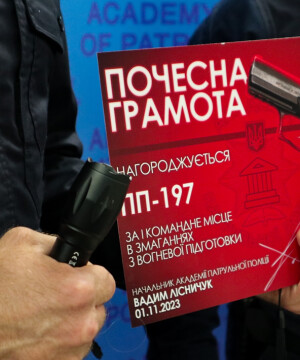 ACADEMY
OF PATR
ПОЧЕСНА
ГРАМОТА
НАГОРОДЖУЄТЬСЯ
ПП-197
ЗА І КОМАНДНЕ МІСЦЕ
В ЗМАГАННЯХ
З ВОГНЕВОЇ ПІДГОТОВКИ
НАЧАЛЬНИК АКАДЕМІЇ ПАТРУЛЬНОЇ ПОЛІЦІЇ
ВАДИМ ЛІСНИЧУК
01.11.2023